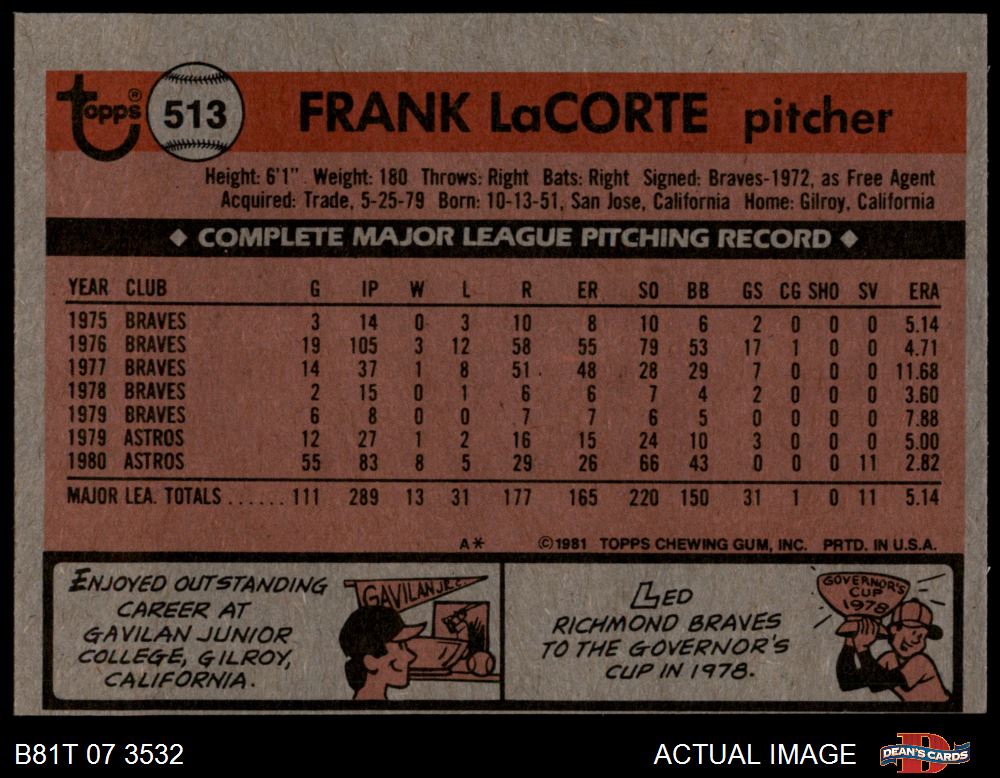 topps® 513 FRANK LaCORTE pitcher
Height: 6'1" Weight: 180 Throws: Right Bats: Right Signed: Braves-1972, as Free Agent
Acquired: Trade, 5-25-79 Born: 10-13-51, San Jose, California Home: Gilroy, California
◆ COMPLETE MAJOR LEAGUE PITCHING RECORD ◆
YEAR CLUB G IP W L R ER SO BB GS CG SHO SV ERA
1975 BRAVES 3 14 0 3 10 8 10 6 2 0 0 0 5.14
1976 BRAVES 19 105 3 12 58 55 79 53 17 1 0 0 4.71
1977 BRAVES 14 37 1 8 51 48 28 29 7 0 0 0 11.68
1978 BRAVES 2 15 0 1 6 6 7 4 2 0 0 0 3.60
1979 BRAVES 6 8 0 0 7 7 6 5 0 0 0 0 7.88
1979 ASTROS 12 27 1 2 16 15 24 10 3 0 0 0 5.00
1980 ASTROS 55 83 8 5 29 26 66 43 0 0 0 11 2.82
MAJOR LEA. TOTALS ...... 111 289 13 31 177 165 220 150 31 1 0 11 5.14
A* ©1981 TOPPS CHEWING GUM, INC. PRTD. IN U.S.A.
ENJOYED OUTSTANDING
CAREER AT
GAVILAN JUNIOR
COLLEGE, GILROY,
CALIFORNIA.
GAVILAN JR. C.
LED
RICHMOND BRAVES
TO THE GOVERNOR'S
CUP IN 1978.
GOVERNOR'S
CUP
1978
B81T 07 3532 ACTUAL IMAGE
D
DEAN'S CARDS